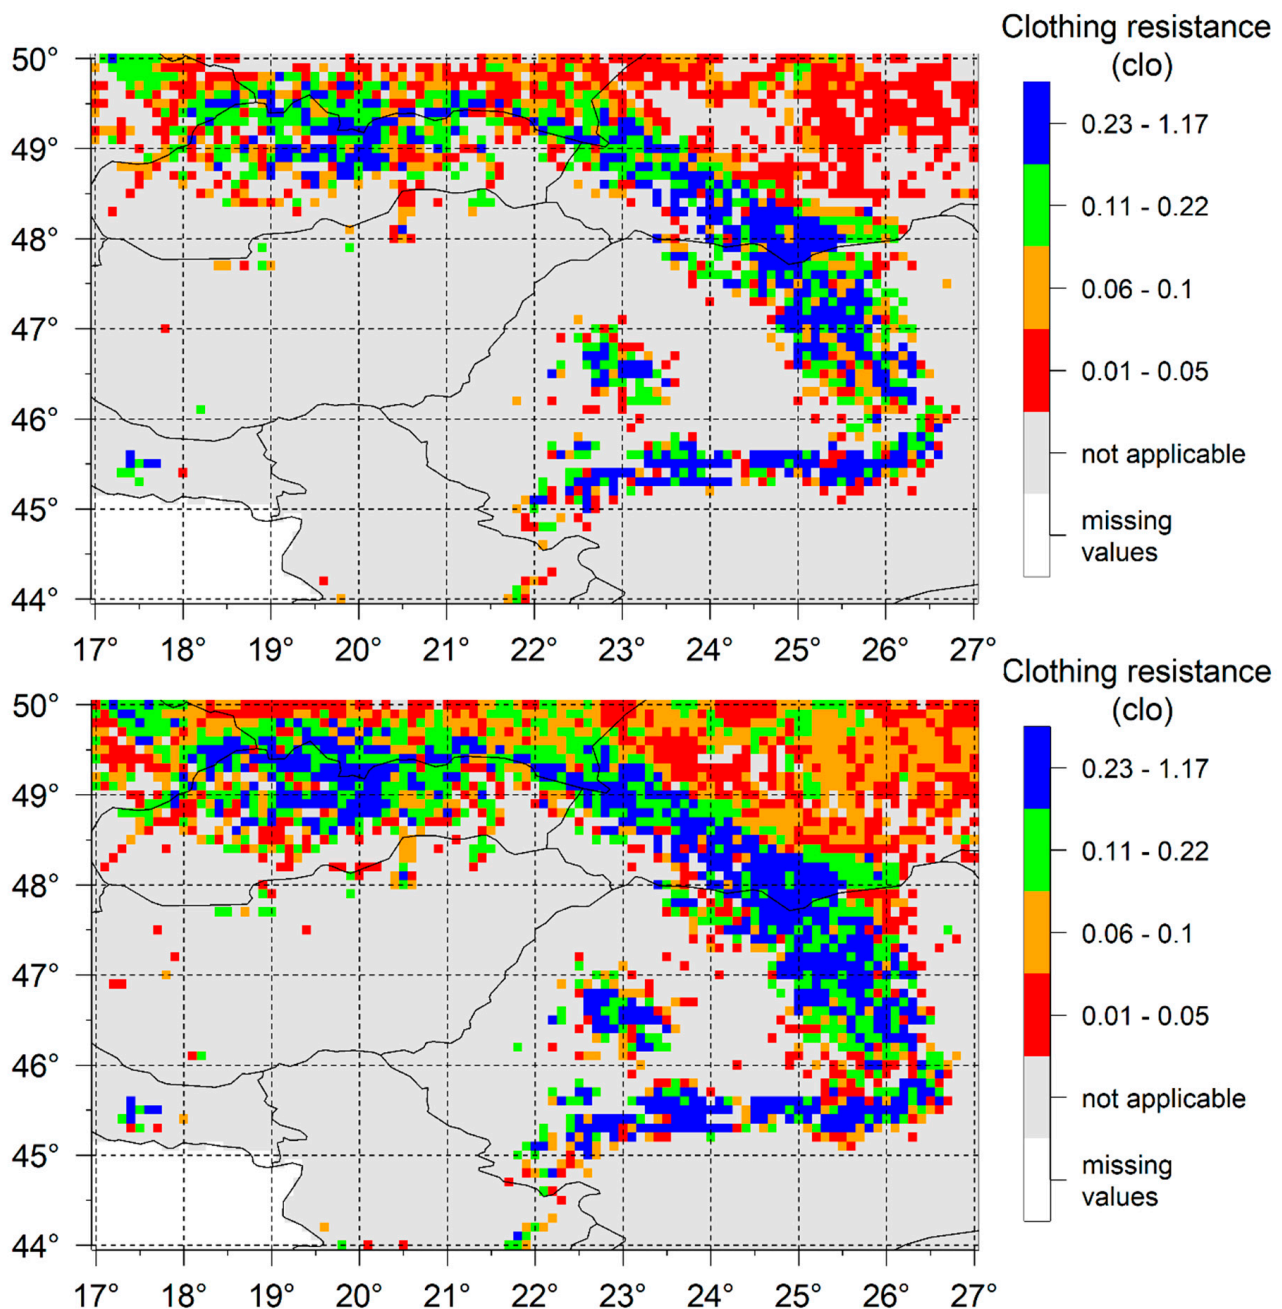 Clothing resistance
(clo)
50°
49°
48°
47°
46°
45°
44°
17° 18° 19° 20° 21° 22° 23° 24° 25° 26° 27°
0.23 - 1.17
0.11 - 0.22
0.06 - 0.1
0.01 - 0.05
not applicable
missing
values
Clothing resistance
(clo)
50°
49°
48°
47°
46°
45°
44°
17° 18° 19° 20° 21° 22° 23° 24° 25° 26° 27°
0.23 - 1.17
0.11 - 0.22
0.06 - 0.1
0.01 - 0.05
not applicable
missing
values